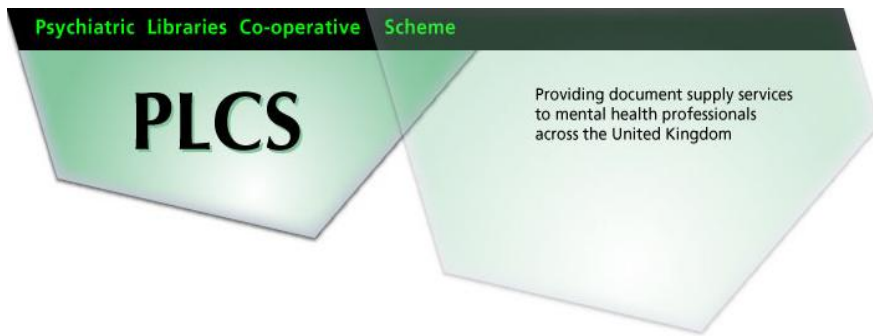 Psychiatric Libraries Co-operative Scheme
PLCS
Providing document supply services
to mental health professionals
across the United Kingdom